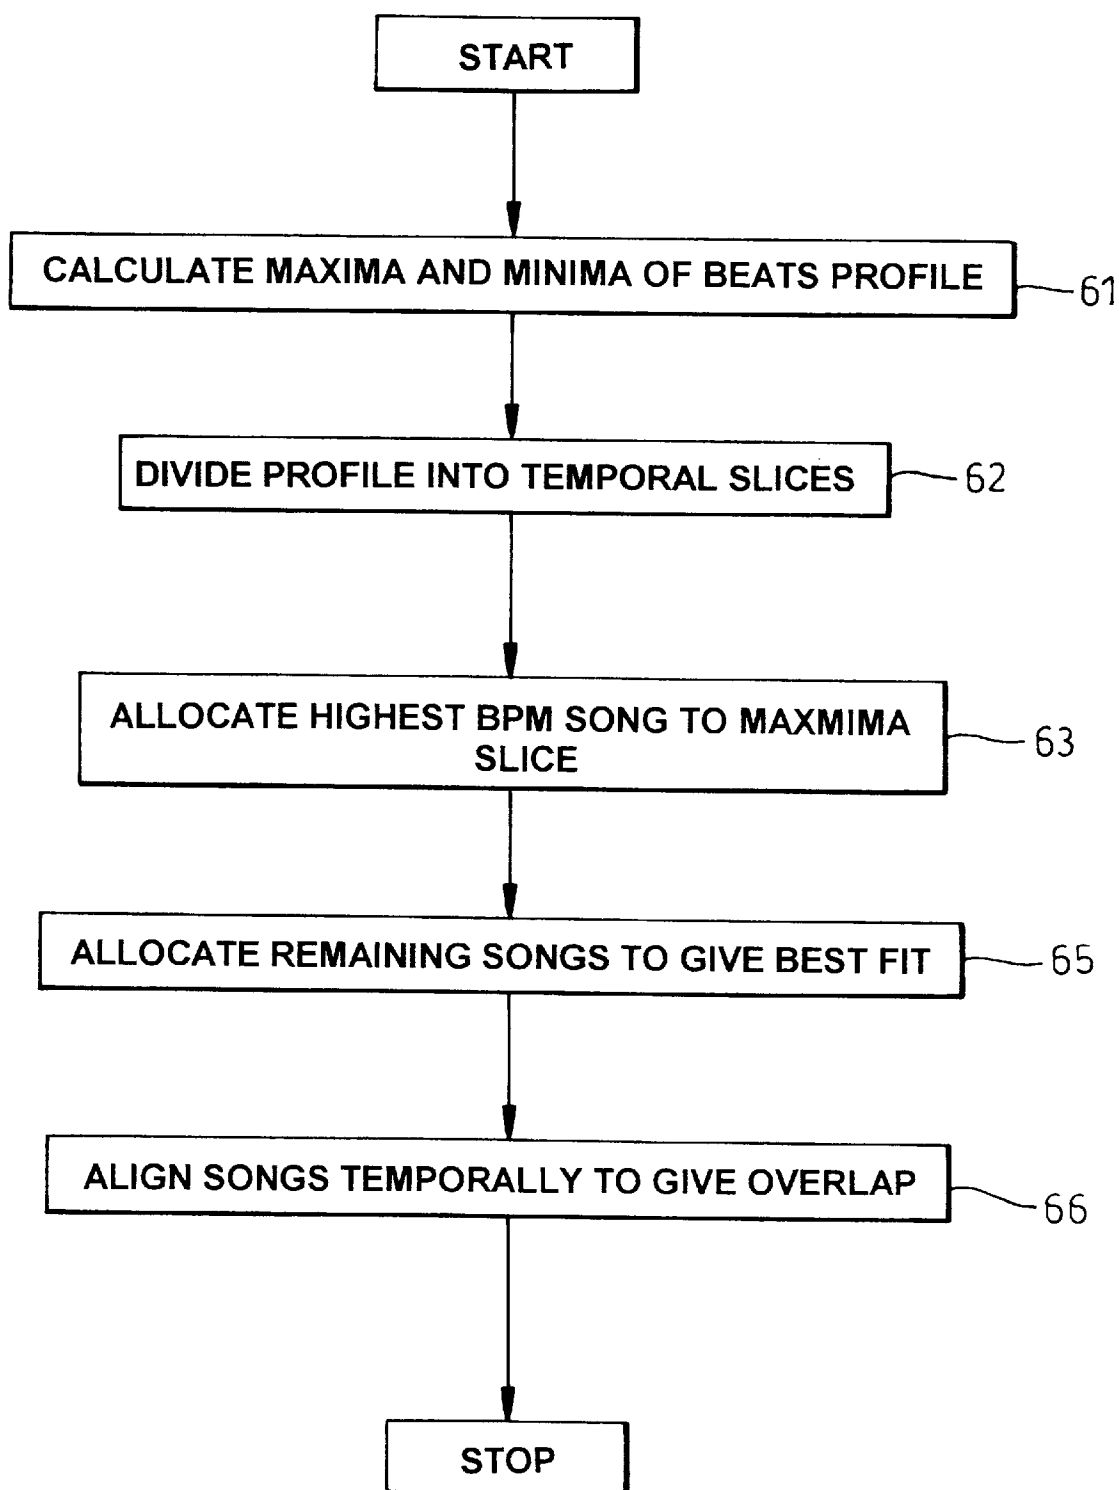 START
CALCULATE MAXIMA AND MINIMA OF BEATS PROFILE
61
DIVIDE PROFILE INTO TEMPORAL SLICES
62
ALLOCATE HIGHEST BPM SONG TO MAXMIMA
SLICE
63
ALLOCATE REMAINING SONGS TO GIVE BEST FIT
65
ALIGN SONGS TEMPORALLY TO GIVE OVERLAP
66
STOP